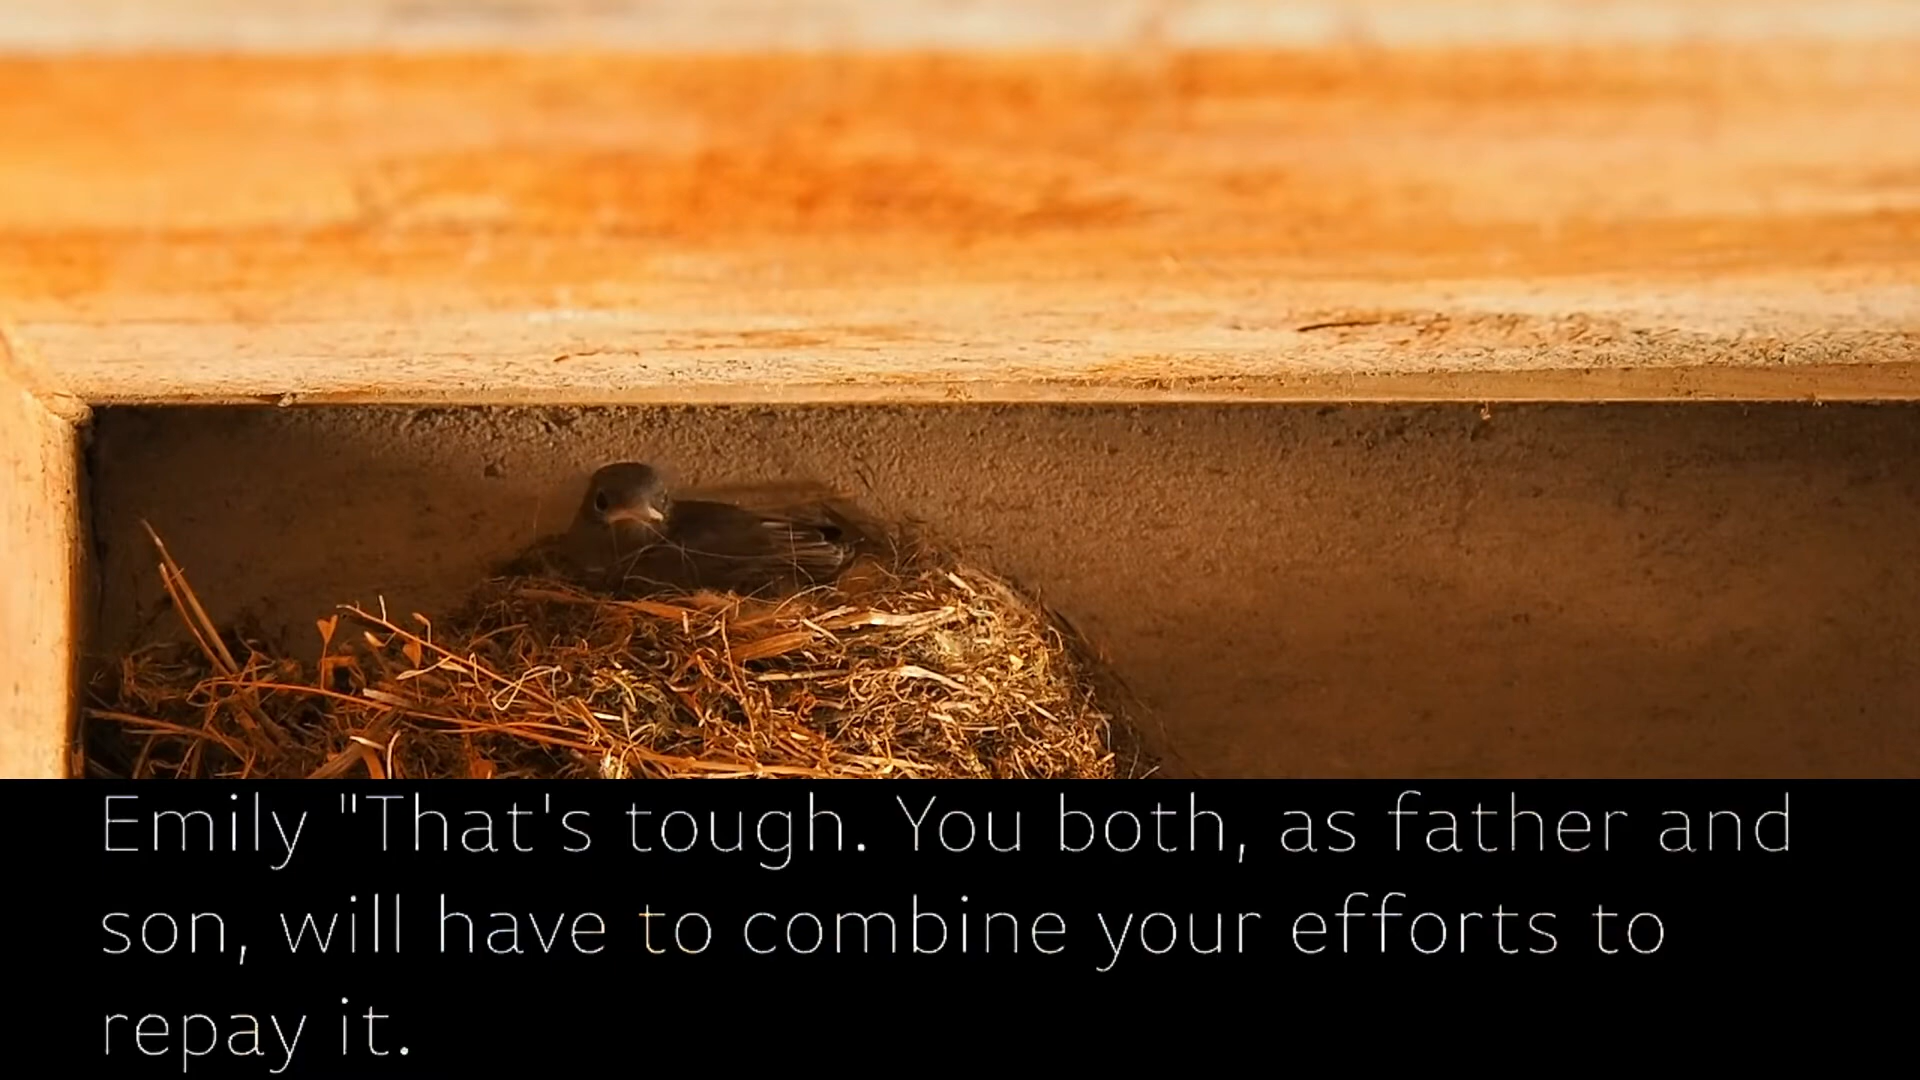 Emily "That's tough. You both, as father and
son, will have to combine your efforts to
repay it.